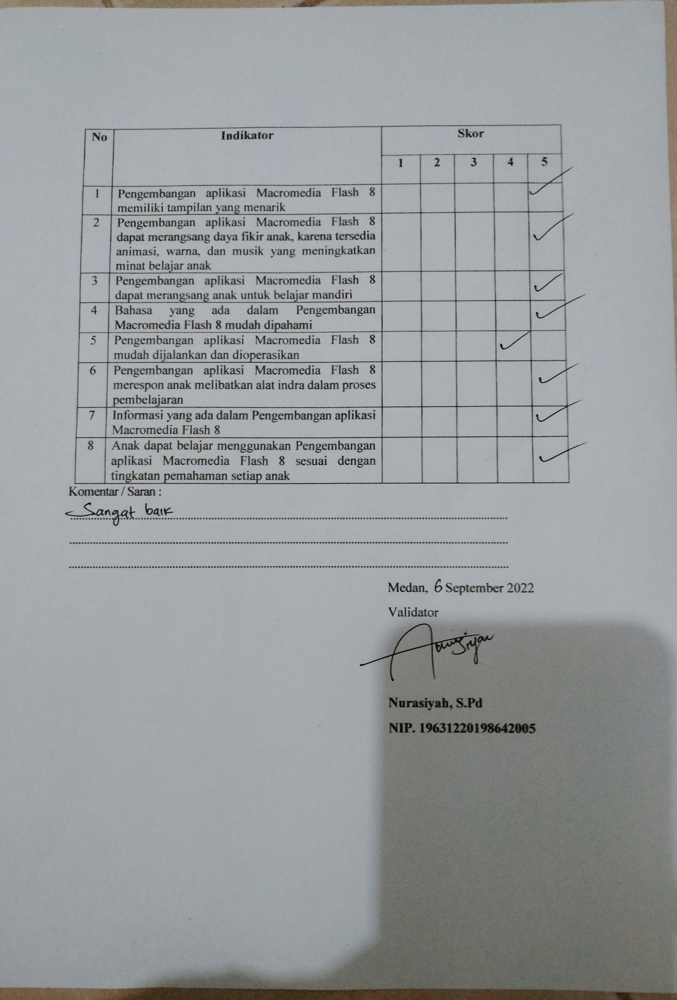 No Indikator Skor
1 2 3 4 5
1 Pengembangan aplikasi Macromedia Flash 8
memiliki tampilan yang menarik
2 Pengembangan aplikasi Macromedia Flash 8
dapat merangsang daya fikir anak, karena tersedia
animasi, warna, dan musik yang meningkatkan
minat belajar anak
3 Pengembangan aplikasi Macromedia Flash 8
dapat merangsang anak untuk belajar mandiri
4 Bahasa yang ada dalam Pengembangan
Macromedia Flash 8 mudah dipahami
5 Pengembangan aplikasi Macromedia Flash 8
mudah dijalankan dan dioperasikan
6 Pengembangan aplikasi Macromedia Flash 8
merespon anak melibatkan alat indra dalam proses
pembelajaran
7 Informasi yang ada dalam Pengembangan aplikasi
Macromedia Flash 8
8 Anak dapat belajar menggunakan Pengembangan
aplikasi Macromedia Flash 8 sesuai dengan
tingkatan pemahaman setiap anak
Komentar / Saran :
Sangat baik
Medan, 6 September 2022
Validator
Nurasiyah, S.Pd
NIP. 19631220198642005